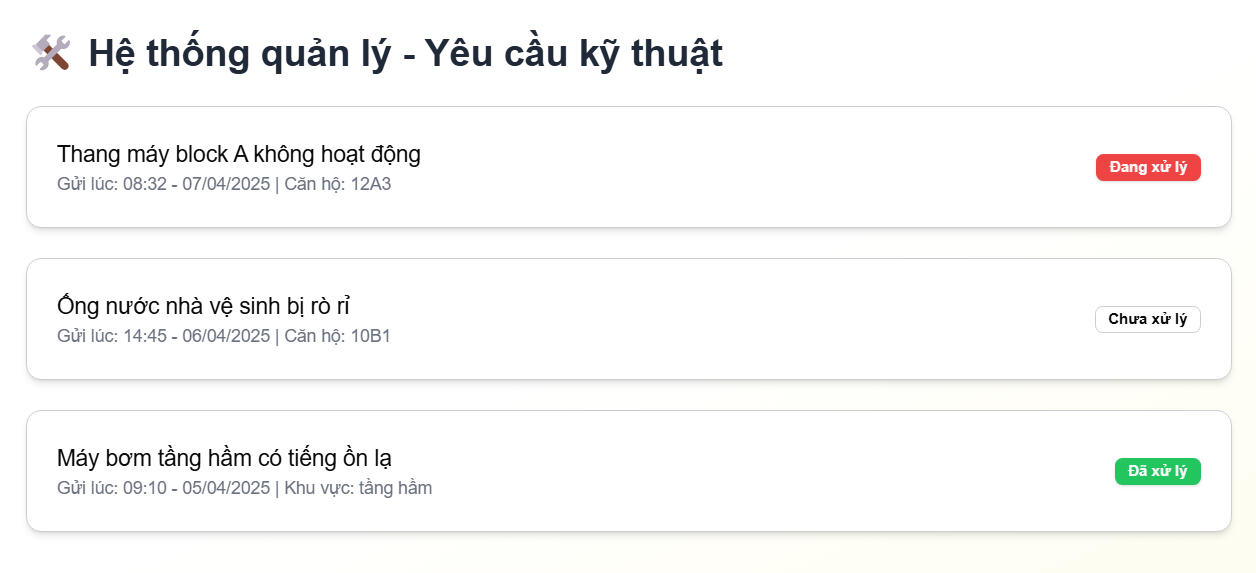 Hệ thống quản lý - Yêu cầu kỹ thuật
Thang máy block A không hoạt động
Gửi lúc: 08:32 - 07/04/2025 | Căn hộ: 12A3
Đang xử lý
Ống nước nhà vệ sinh bị rò rỉ
Gửi lúc: 14:45 - 06/04/2025 | Căn hộ: 10B1
Chưa xử lý
Máy bơm tầng hầm có tiếng ồn lạ
Gửi lúc: 09:10 - 05/04/2025 | Khu vực: tầng hầm
Đã xử lý